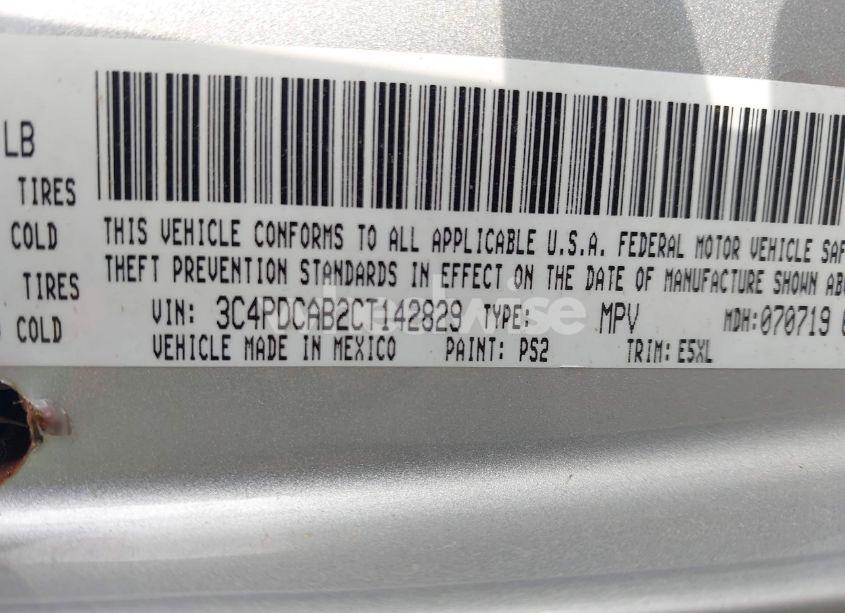 LB
TIRES
COLD
TIRES
COLD
THIS VEHICLE CONFORMS TO ALL APPLICABLE U.S.A. FEDERAL MOTOR VEHICLE SAF
THEFT PREVENTION STANDARDS IN EFFECT ON THE DATE OF MANUFACTURE SHOWN ABO
VIN: 3C4PDCAB2CT142829 TYPE: MPV MDH:070719
VEHICLE MADE IN MEXICO PAINT: PS2 TRIM: E5XL